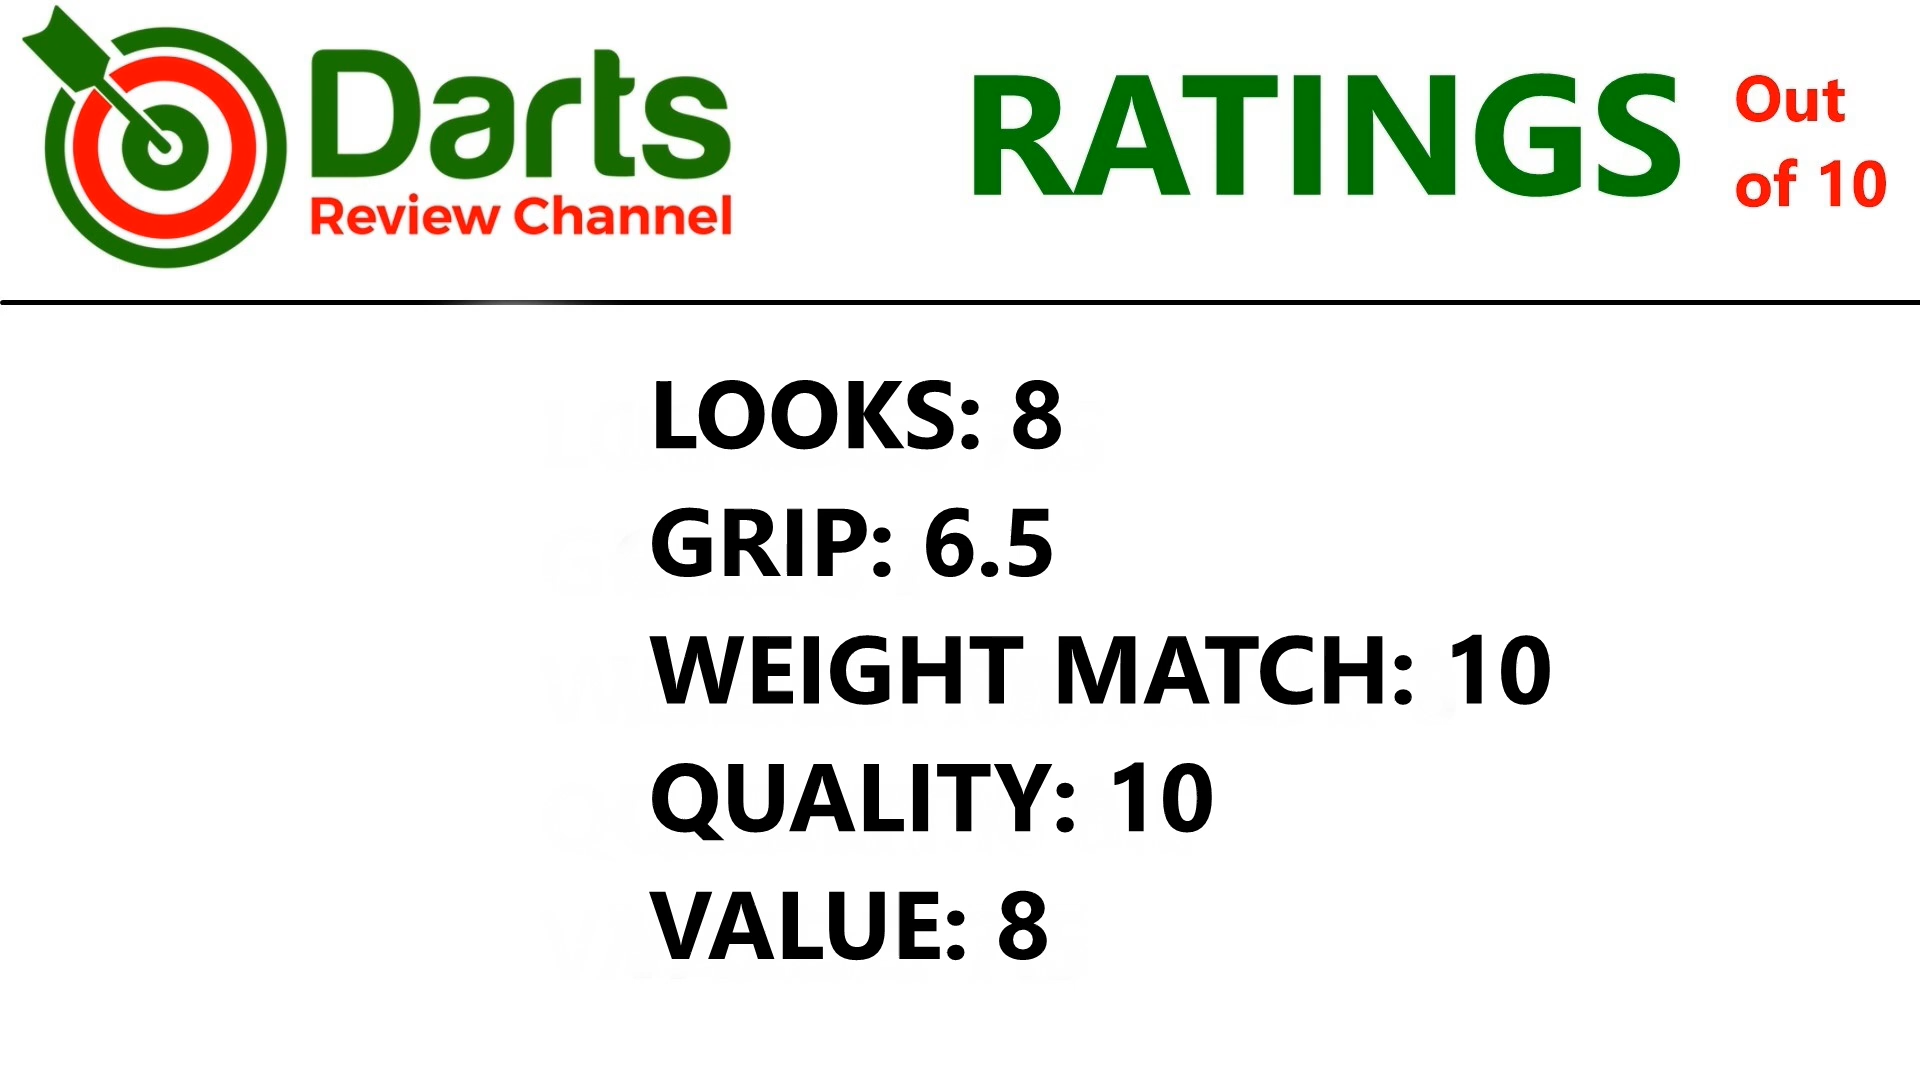 Darts
Review Channel
RATINGS
Out
of 10
LOOKS: 8
GRIP: 6.5
WEIGHT MATCH: 10
QUALITY: 10
VALUE: 8